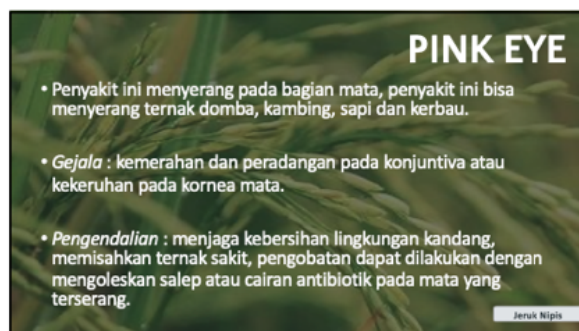 PINK EYE
• Penyakit ini menyerang pada bagian mata, penyakit ini bisa
menyerang ternak domba, kambing, sapi dan kerbau.
• Gejala : kemerahan dan peradangan pada konjuntiva atau
kekeruhan pada kornea mata.
• Pengendalian : menjaga kebersihan lingkungan kandang,
memisahkan ternak sakit, pengobatan dapat dilakukan dengan
mengoleskan salep atau cairan antibiotik pada mata yang
terserang.
Jeruk Nipis